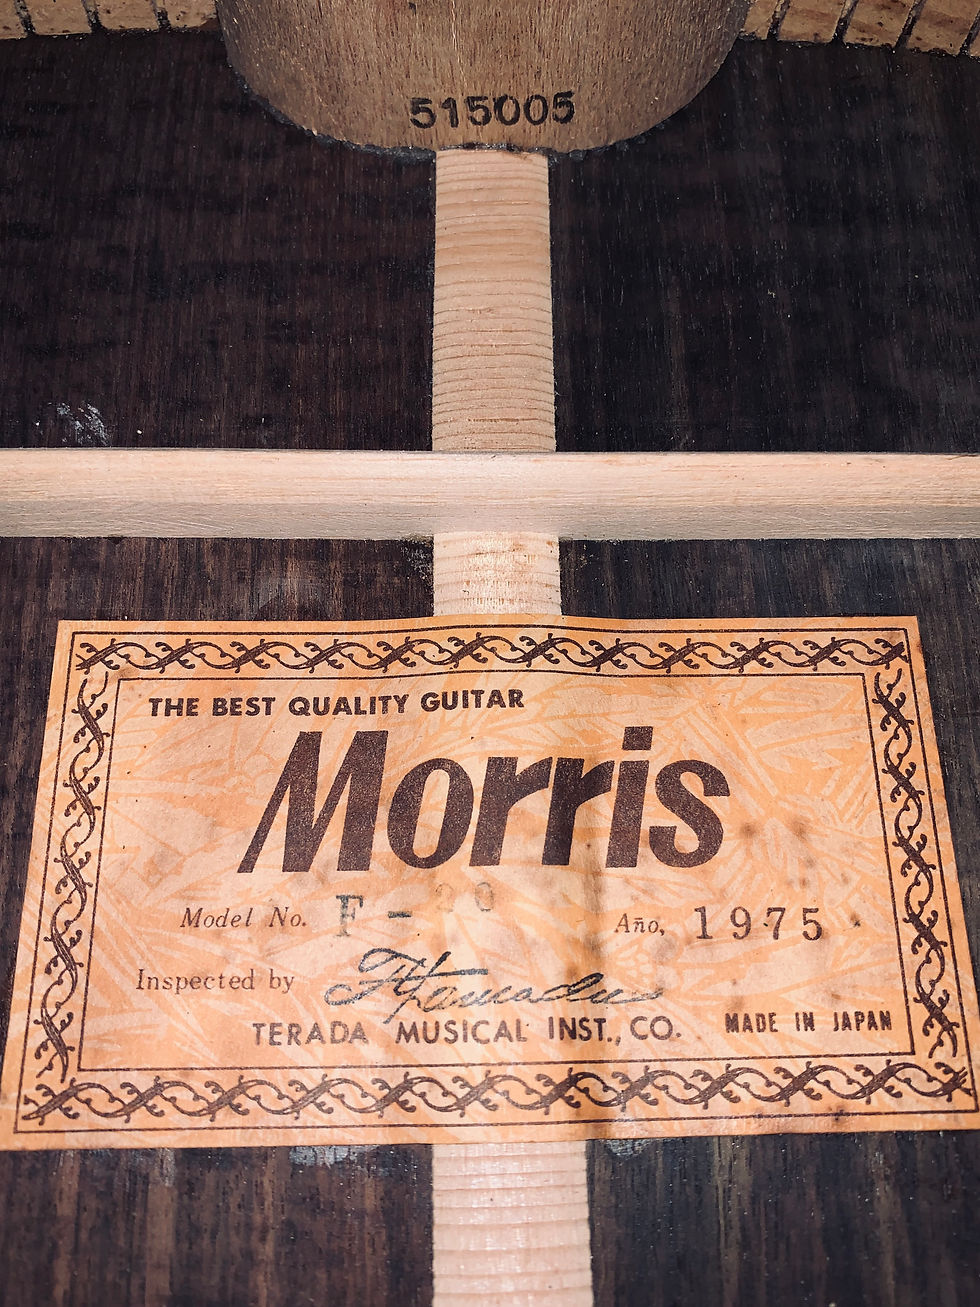 515005
THE BEST QUALITY GUITAR
Morris
Model No. F-20 Año, 1975
Inspected by
TERADA MUSICAL INST., CO. MADE IN JAPAN